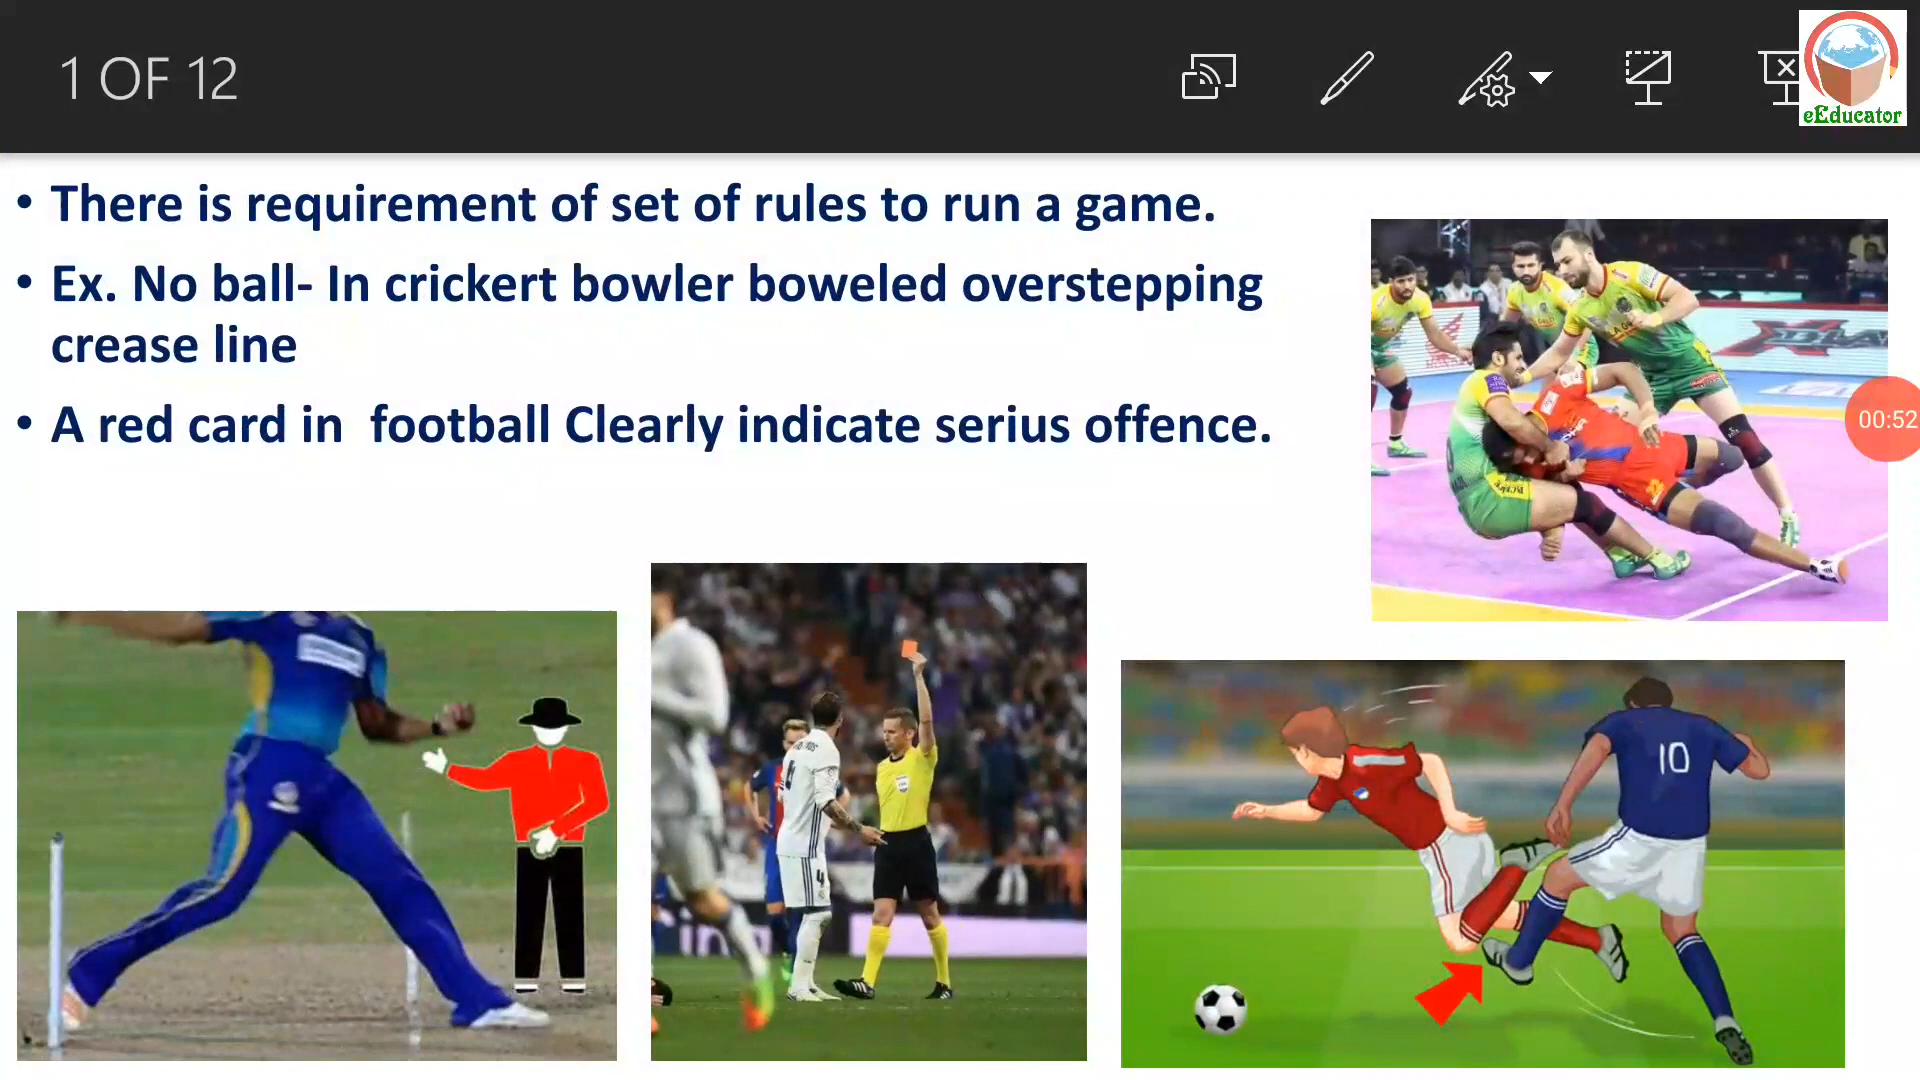 1 OF 12
eEducator
• There is requirement of set of rules to run a game.
• Ex. No ball- In crickert bowler boweled overstepping
crease line
• A red card in football Clearly indicate serius offence.
00:52
4
10